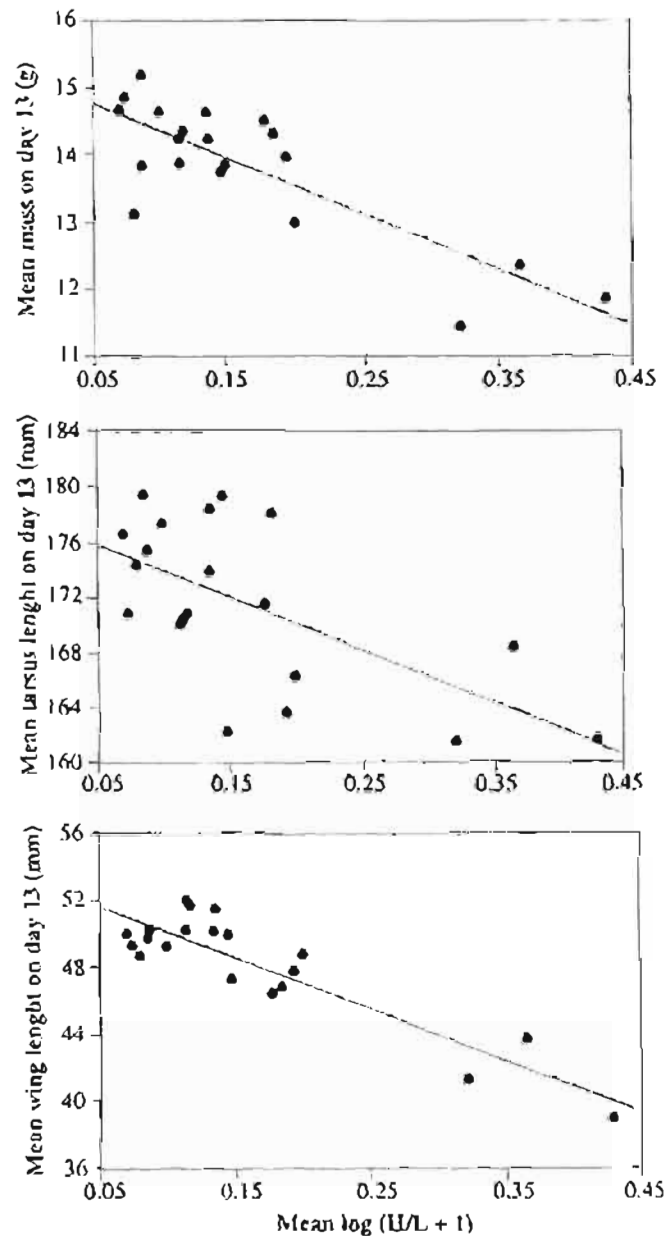 16
15
14
13
12
11
Mean mass on day 13 (g)
0.05 0.15 0.25 0.35 0.45
184
180
176
172
168
164
160
Mean tarsus lenght on day 13 (mm)
0.05 0.15 0.25 0.35 0.45
56
52
48
44
40
36
Mean wing lenght on day 13 (mm)
0.05 0.15 0.25 0.35 0.45
Mean log (H/L + 1)